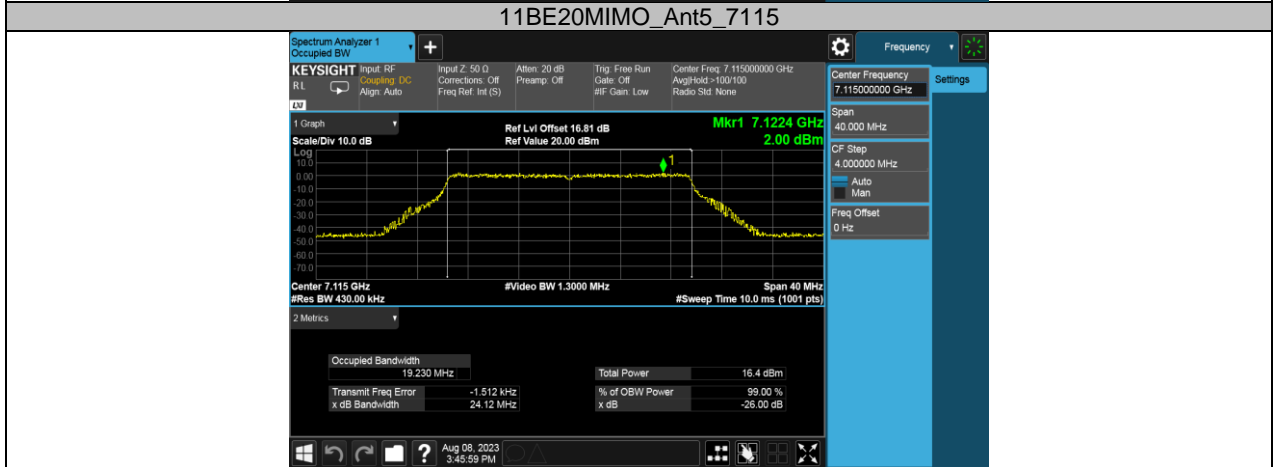 11BE20MIMO_Ant5_7115
Spectrum Analyzer 1
Occupied BW
+
Frequency
KEYSIGHT
Input: RF
Input Z: 50 Ω
Atten: 20 dB
Trig: Free Run
Center Freq: 7.115000000 GHz
RL
Coupling: DC
Corrections: Off
Preamp: Off
Gate: Off
Avg|Hold:>100/100
Align: Auto
Freq Ref: Int (S)
#IF Gain: Low
Radio Std: None
LXI
Center Frequency
7.115000000 GHz
Settings
Span
40.000 MHz
CF Step
4.000000 MHz
Auto
Man
Freq Offset
0 Hz
1 Graph
Ref Lvl Offset 16.81 dB
Mkr1 7.1224 GHz
Scale/Div 10.0 dB
Ref Value 20.00 dBm
2.00 dBm
Log
10.0
0.00
-10.0
-20.0
-30.0
-40.0
-50.0
-60.0
-70.0
1
Center 7.115 GHz
#Video BW 1.3000 MHz
Span 40 MHz
#Res BW 430.00 kHz
#Sweep Time 10.0 ms (1001 pts)
2 Metrics
Occupied Bandwidth
19.230 MHz
Total Power
16.4 dBm
Transmit Freq Error
-1.512 kHz
% of OBW Power
99.00 %
x dB Bandwidth
24.12 MHz
x dB
-26.00 dB
?
Aug 08, 2023
3:45:59 PM